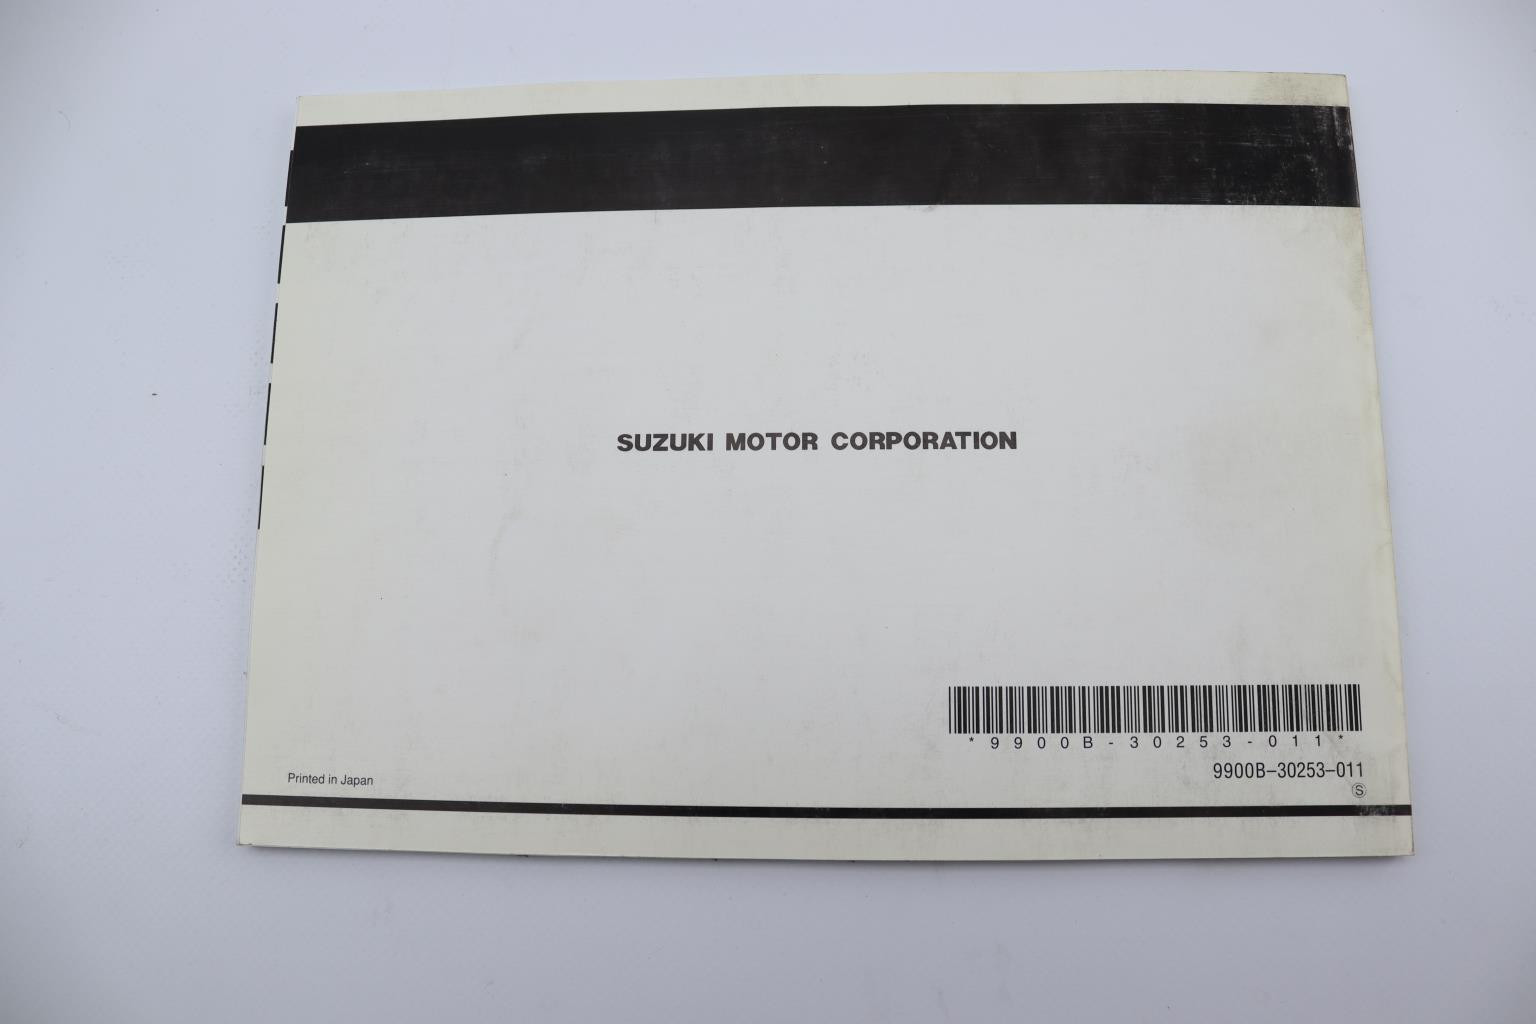 SUZUKI MOTOR CORPORATION
*9900B-30253-011*
9900B-30253-011
Ⓢ
Printed in Japan